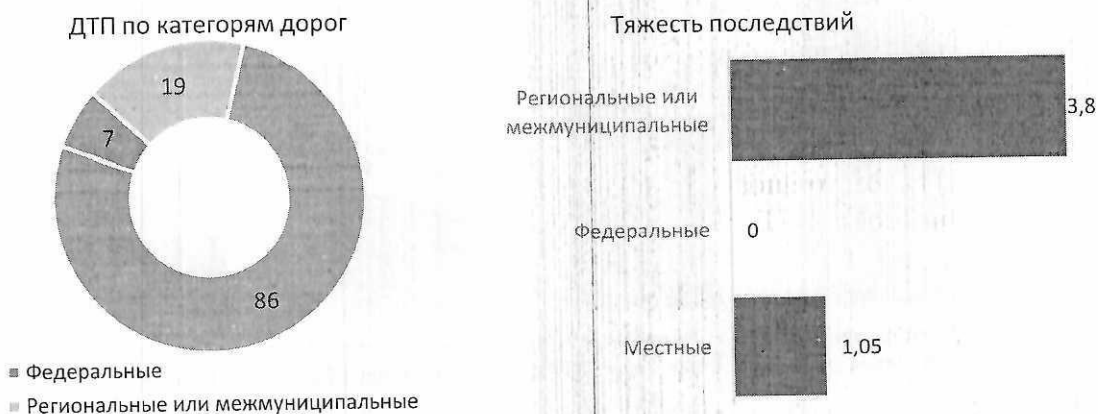 ДТП по категорям дорог
19
7
86
Федеральные
Региональные или межмуниципальные
Тяжесть последствий
Региональные или
межмуниципальные
3,8
Федеральные
0
Местные
1,05